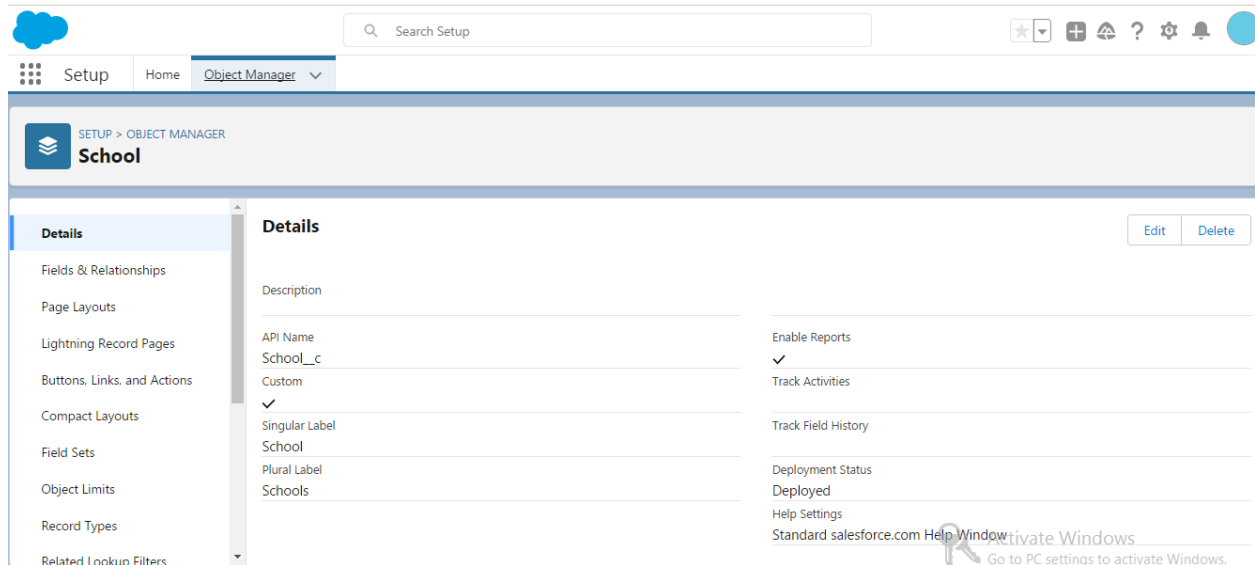 Search Setup
Setup
Home
Object Manager
SETUP > OBJECT MANAGER
School
Details
Fields & Relationships
Page Layouts
Lightning Record Pages
Buttons, Links, and Actions
Compact Layouts
Field Sets
Object Limits
Record Types
Related Lookup Filters
Details
Edit
Delete
Description
API Name
School__c
Custom
Singular Label
School
Plural Label
Schools
Enable Reports
Track Activities
Track Field History
Deployment Status
Deployed
Help Settings
Standard salesforce.com Help Window
Activate Windows
Go to PC settings to activate Windows.